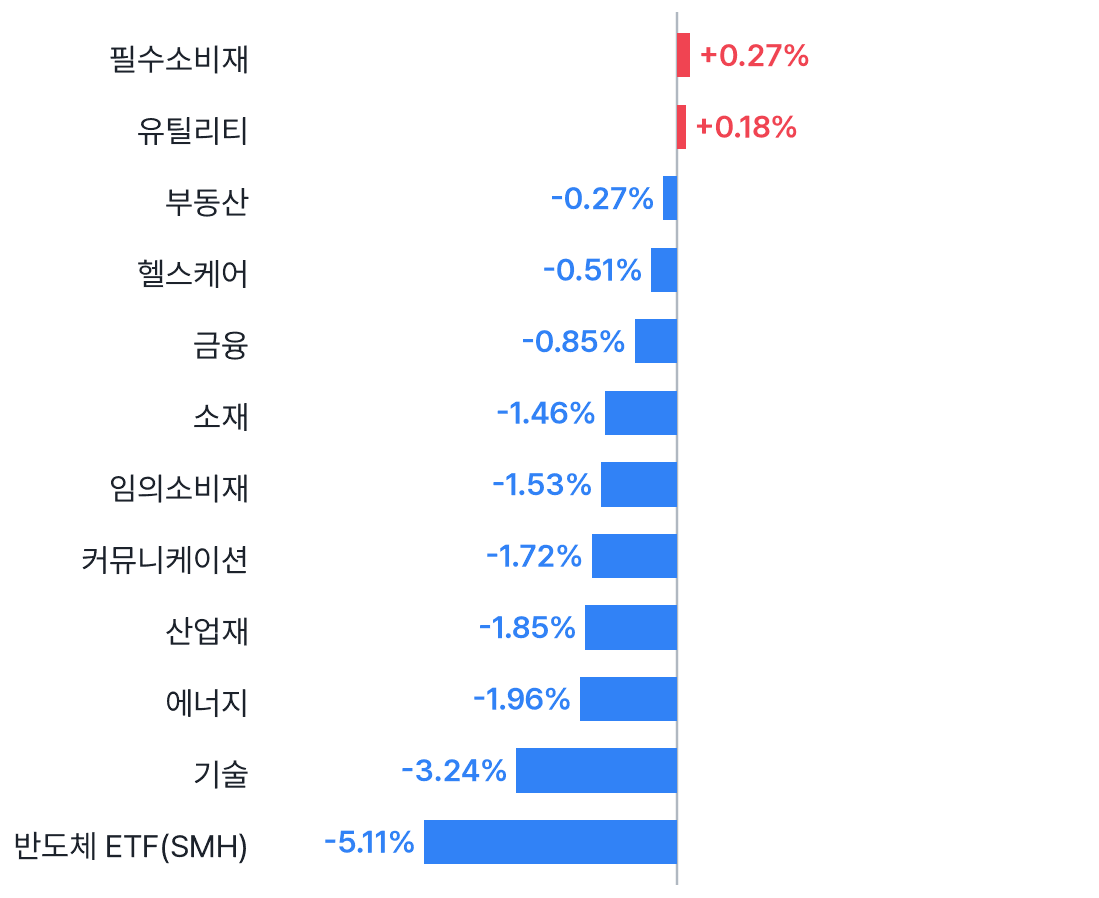 필수소비재 +0.27%
유틸리티 +0.18%
부동산 -0.27%
헬스케어 -0.51%
금융 -0.85%
소재 -1.46%
임의소비재 -1.53%
커뮤니케이션 -1.72%
산업재 -1.85%
에너지 -1.96%
기술 -3.24%
반도체 ETF(SMH) -5.11%